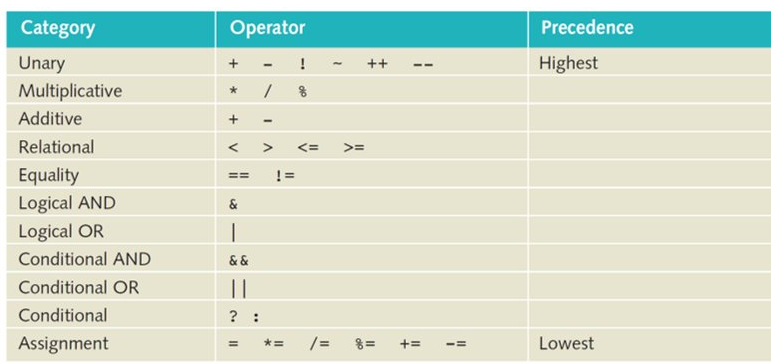 Category Operator Precedence
Unary + - ! ~ ++ -- Highest
Multiplicative * / %
Additive + -
Relational < > <= >=
Equality == !=
Logical AND &
Logical OR |
Conditional AND &&
Conditional OR ||
Conditional ? :
Assignment = *= /= %= += -= Lowest